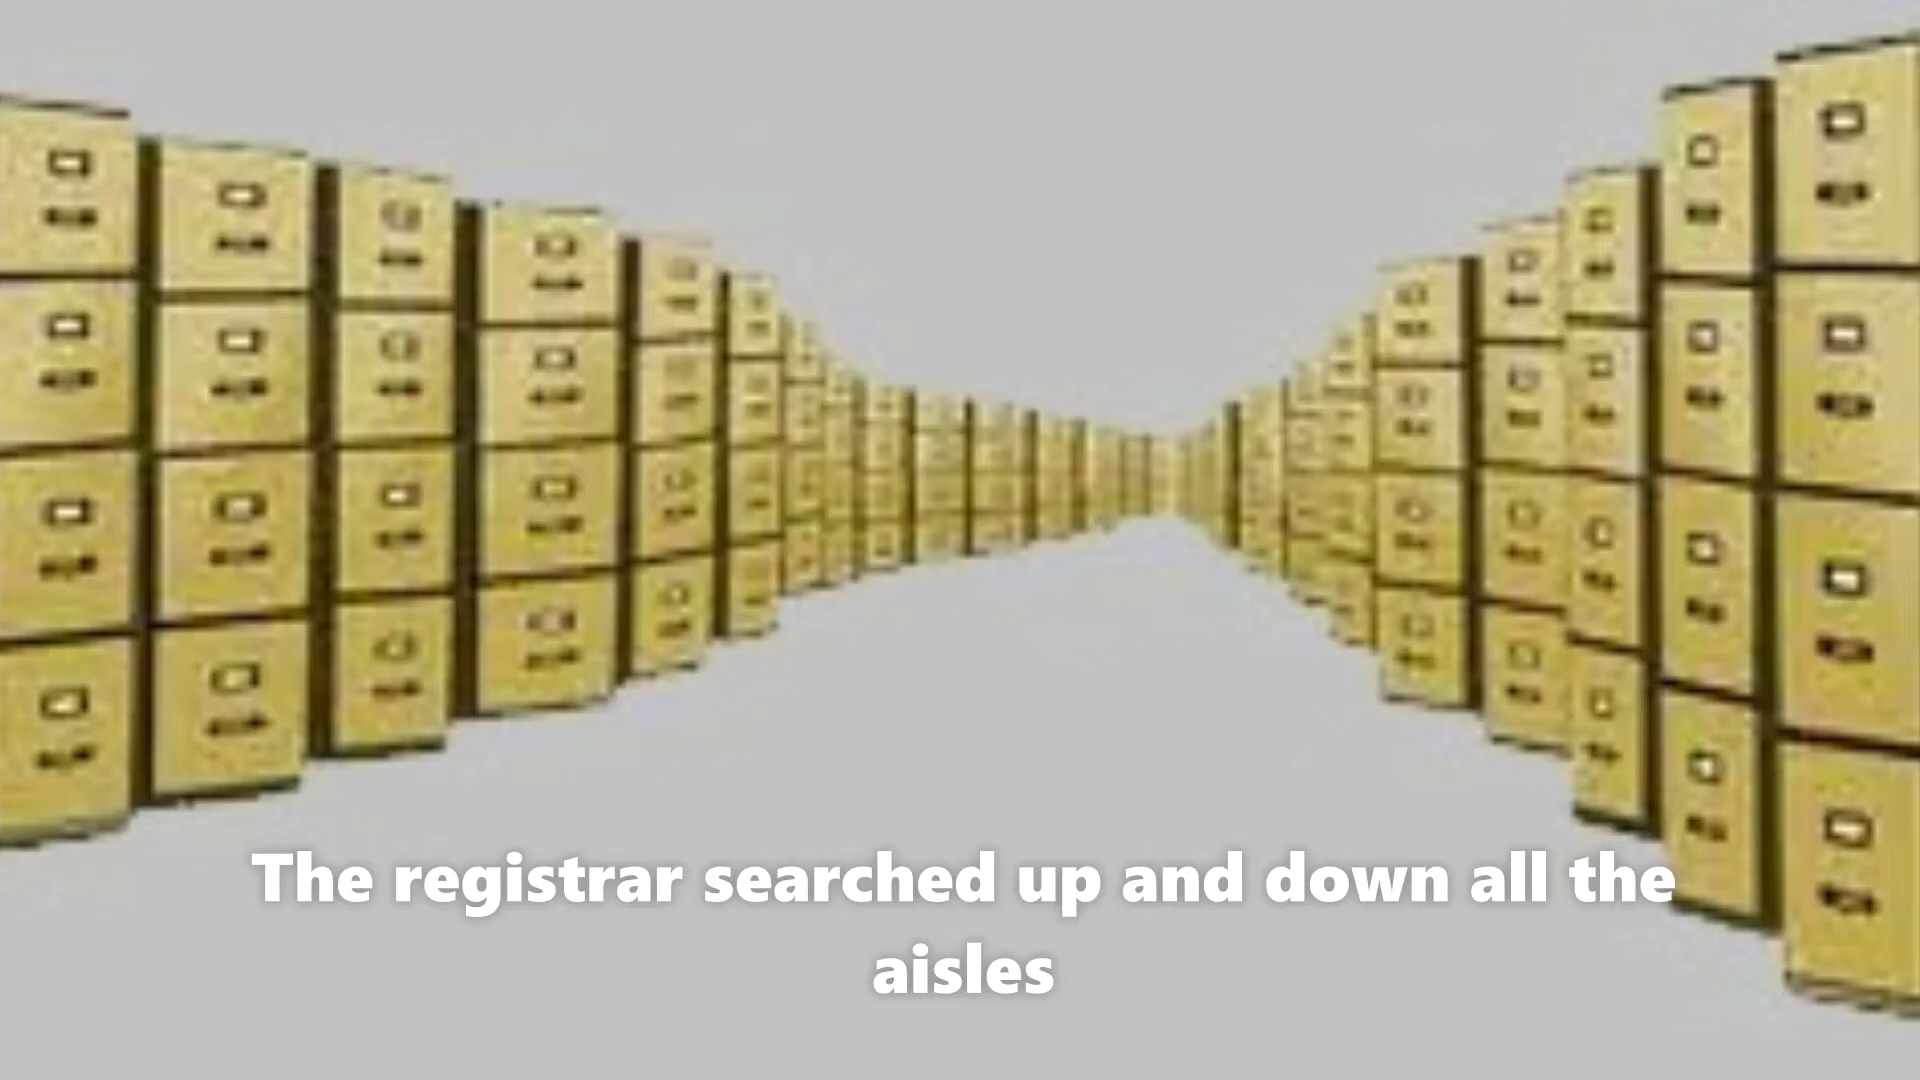 The registrar searched up and down all the
aisles